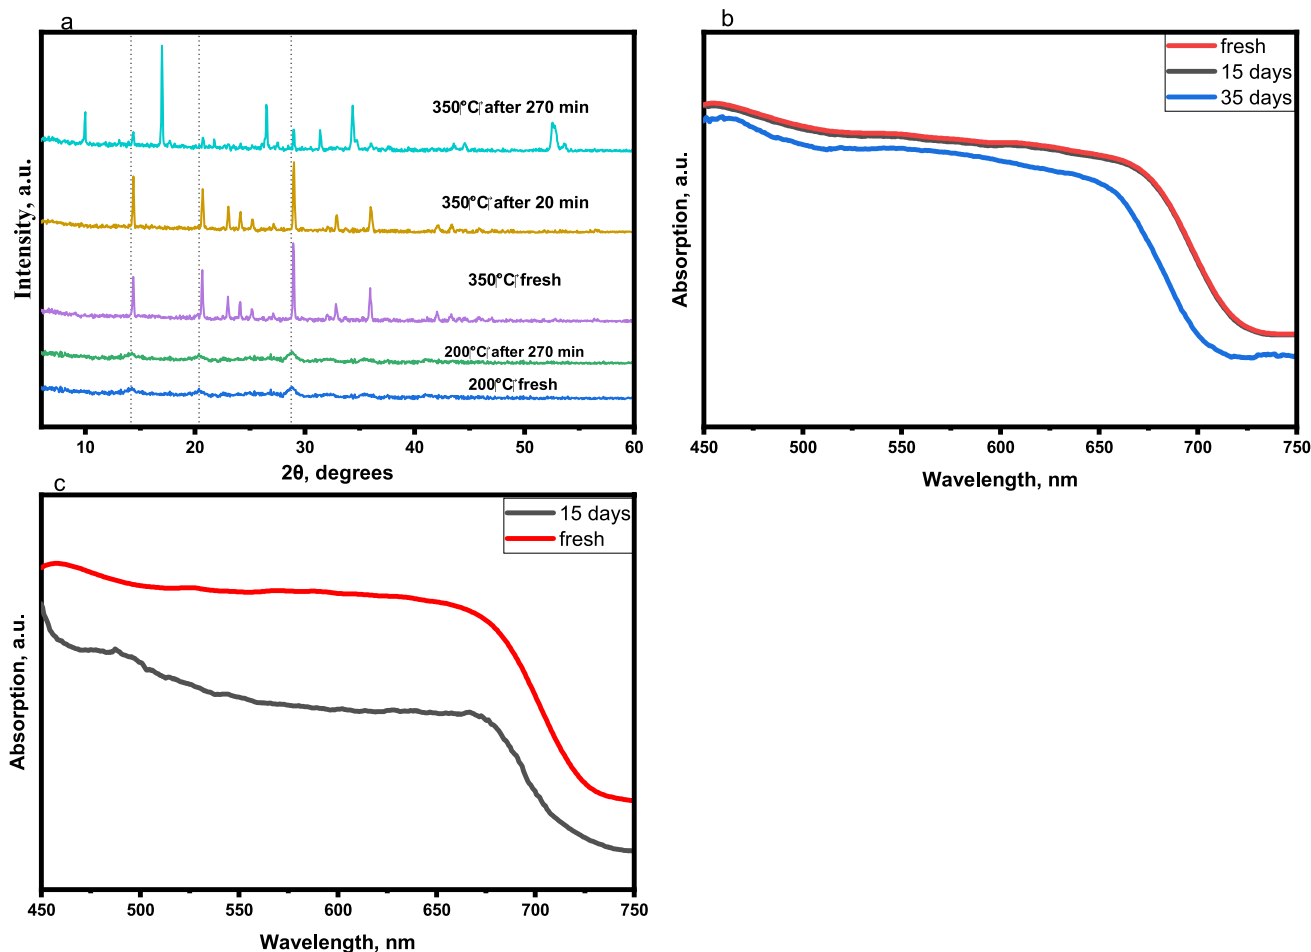 a
Intensity, a.u.
350°C after 270 min
350°C after 20 min
350°C fresh
200°C after 270 min
200°C fresh
10 20 30 40 50 60
2θ, degrees
b
Absorption, a.u.
fresh
15 days
35 days
450 500 550 600 650 700 750
Wavelength, nm
c
Absorption, a.u.
15 days
fresh
450 500 550 600 650 700 750
Wavelength, nm